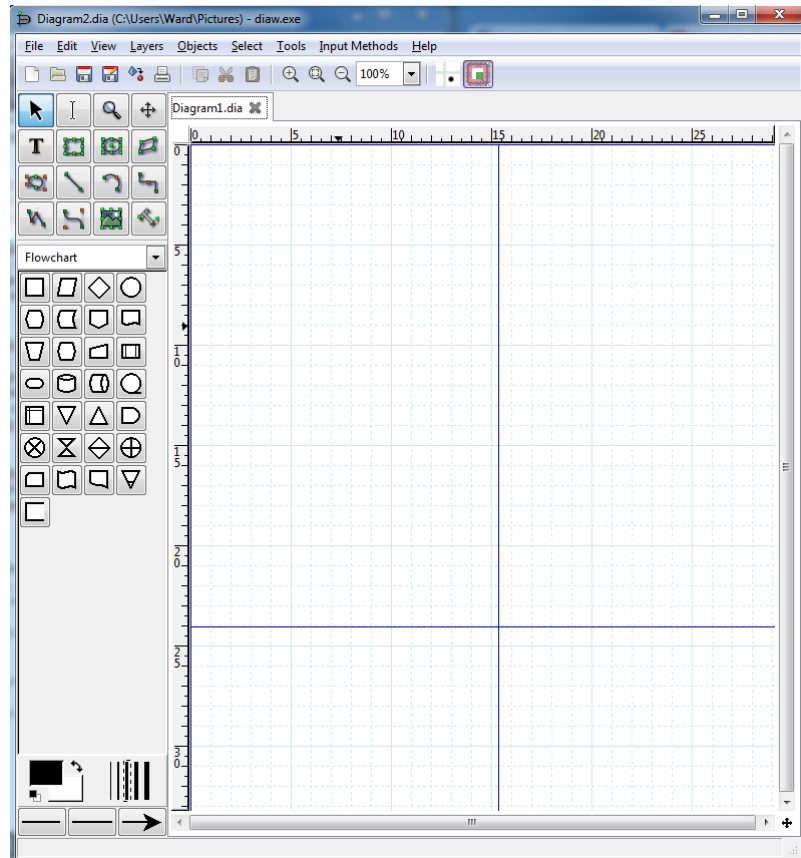 Diagram2.dia (C:\Users\Ward\Pictures) - diaw.exe
File Edit View Layers Objects Select Tools Input Methods Help
100%
Diagram1.dia
T
0 5 10 15 20 25
0
5
10
15
20
25
30
Flowchart